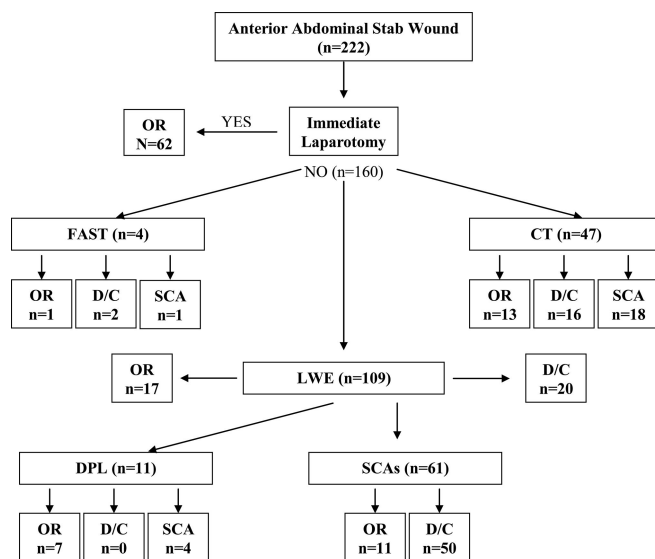 Anterior Abdominal Stab Wound
(n=222)
Immediate
Laparotomy
YES
OR
N=62
NO (n=160)
FAST (n=4)
OR
n=1
D/C
n=2
SCA
n=1
CT (n=47)
OR
n=13
D/C
n=16
SCA
n=18
OR
n=17
LWE (n=109)
D/C
n=20
DPL (n=11)
OR
n=7
D/C
n=0
SCA
n=4
SCAs (n=61)
OR
n=11
D/C
n=50